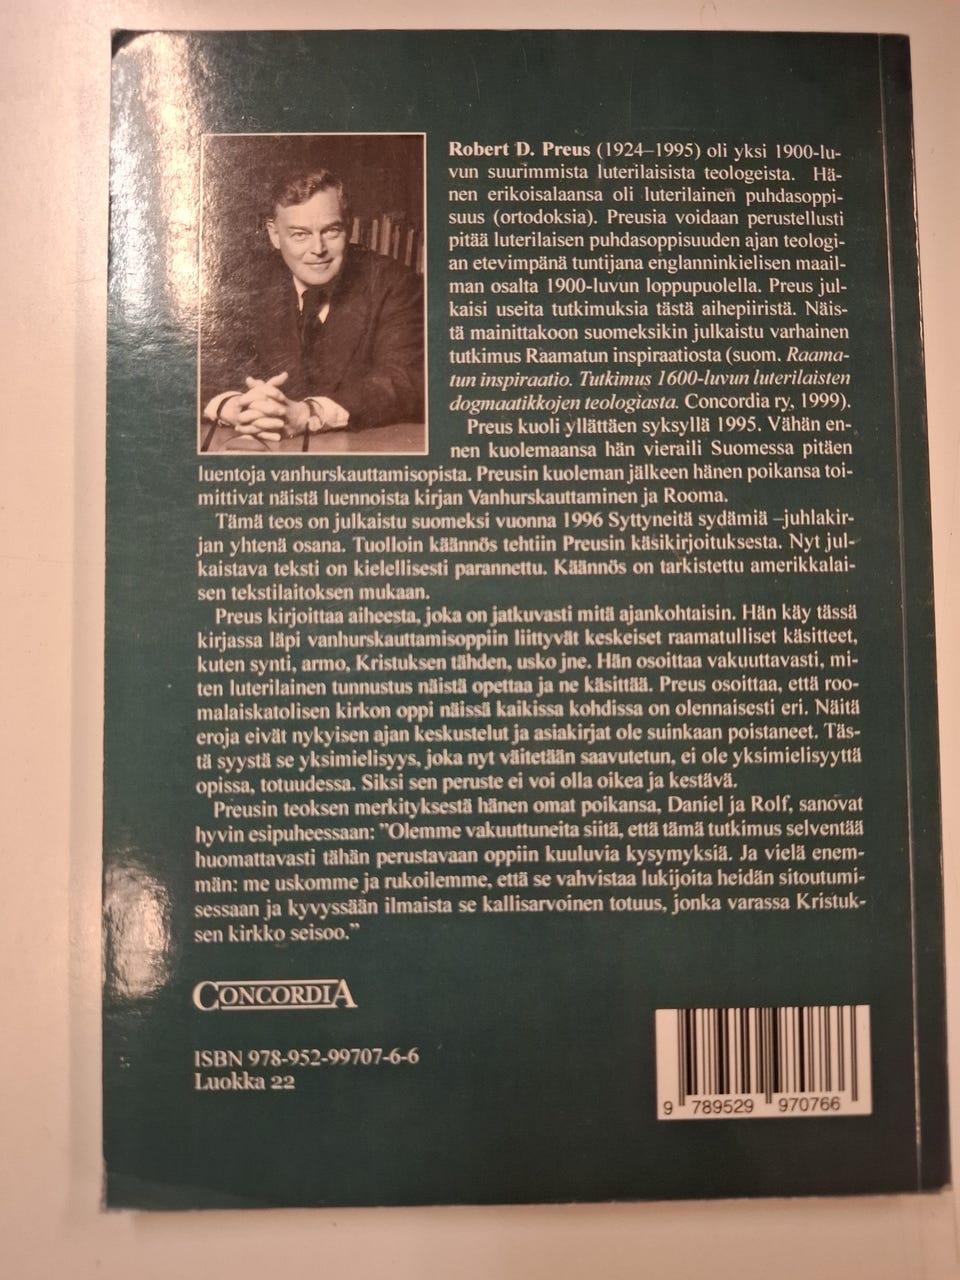 Robert D. Preus (1924–1995) oli yksi 1900-lu-
vun suurimmista luterilaisista teologeista. Hä-
nen erikoisalaansa oli luterilainen puhdasoppi-
suus (ortodoksia). Preusia voidaan perustellusti
pitää luterilaisen puhdasoppisuuden ajan teologi-
an etevimpänä tuntijana englanninkielisen maail-
man osalta 1900-luvun loppupuolella. Preus jul-
kaisi useita tutkimuksia tästä aihepiiristä. Näis-
tä mainittakoon suomeksikin julkaistu varhainen
tutkimus Raamatun inspiraatiosta (suom. Raama-
tun inspiraatio. Tutkimus 1600-luvun luterilaisten
dogmaatikkojen teologiasta. Concordia ry, 1999).
Preus kuoli yllättäen syksyllä 1995. Vähän en-
nen kuolemaansa hän vieraili Suomessa pitäen
luentoja vanhurskauttamisopista. Preusin kuoleman jälkeen hänen poikansa toi-
mittivat näistä luennoista kirjan Vanhurskauttaminen ja Rooma.
Tämä teos on julkaistu suomeksi vuonna 1996 Syttyneitä sydämiä –juhlakir-
jan yhtenä osana. Tuolloin käännös tehtiin Preusin käsikirjoituksesta. Nyt jul-
kaistava teksti on kielellisesti parannettu. Käännös on tarkistettu amerikkalai-
sen tekstilaitoksen mukaan.
Preus kirjoittaa aiheesta, joka on jatkuvasti mitä ajankohtaisin. Hän käy tässä
kirjassa läpi vanhurskauttamisoppiin liittyvät keskeiset raamatulliset käsitteet,
kuten synti, armo, Kristuksen tähden, usko jne. Hän osoittaa vakuuttavasti, mi-
ten luterilainen tunnustus näistä opettaa ja ne käsittää. Preus osoittaa, että roo-
malaiskatolisen kirkon oppi näissä kaikissa kohdissa on olennaisesti eri. Näitä
eroja eivät nykyisen ajan keskustelut ja asiakirjat ole suinkaan poistaneet. Täs-
tä syystä se yksimielisyys, joka nyt väitetään saavutetun, ei ole yksimielisyyttä
opissa, totuudessa. Siksi sen peruste ei voi olla oikea ja kestävä.
Preusin teoksen merkityksestä hänen omat poikansa, Daniel ja Rolf, sanovat
hyvin esipuheessaan: ”Olemme vakuuttuneita siitä, että tämä tutkimus selventää
huomattavasti tähän perustavaan oppiin kuuluvia kysymyksiä. Ja vielä enem-
män: me uskomme ja rukoilemme, että se vahvistaa lukijoita heidän sitoutumi-
sessaan ja kyvyssään ilmaista se kallisarvoinen totuus, jonka varassa Kristuk-
sen kirkko seisoo.”
CONCORDIA
ISBN 978-952-99707-6-6
Luokka 22
9 789529 970766